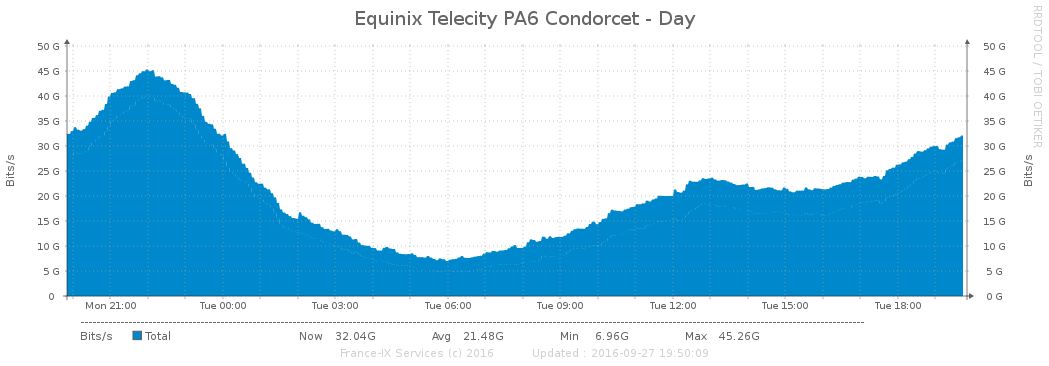 Equinix Telecity PA6 Condorcet - Day
RRDTOOL / TOBI OETIKER
Bits/s
50 G 50 G
45 G 45 G
40 G 40 G
35 G 35 G
30 G 30 G
25 G 25 G
20 G 20 G
15 G 15 G
10 G 10 G
5 G 5 G
0 0 G
Bits/s
Mon 21:00 Tue 00:00 Tue 03:00 Tue 06:00 Tue 09:00 Tue 12:00 Tue 15:00 Tue 18:00
Bits/s Total Now 32.04G Avg 21.48G Min 6.96G Max 45.26G
France-IX Services (c) 2016 Updated : 2016-09-27 19:50:09